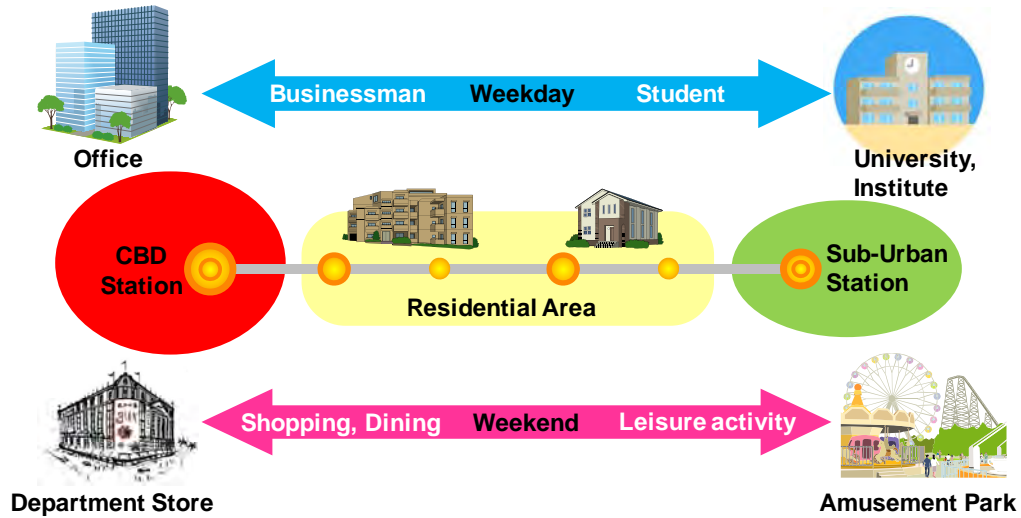 Businessman Weekday Student
Office
University,
Institute
CBD
Station
Residential Area
Sub-Urban
Station
Shopping, Dining Weekend Leisure activity
Department Store
Amusement Park